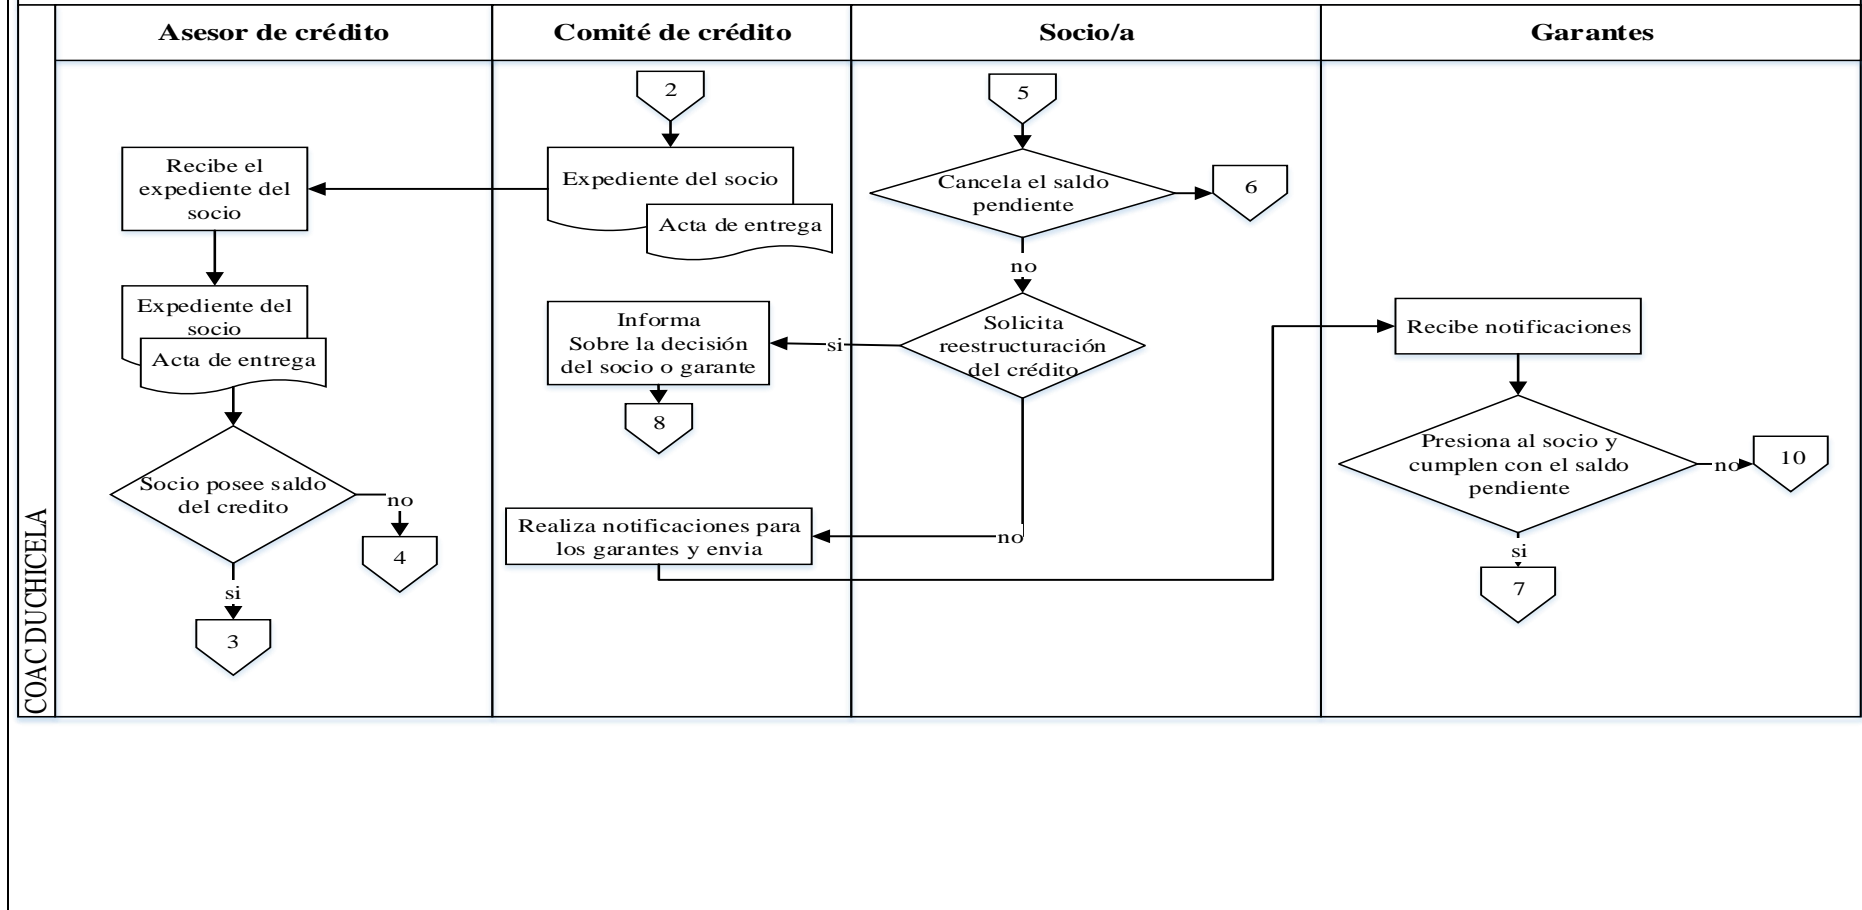 Asesor de crédito
Comité de crédito
Socio/a
Garantes
COAC DUCHICELA
Recibe el
expediente del
socio
Expediente del
socio
Acta de entrega
Socio posee saldo
del credito
no
4
si
3
2
Expediente del socio
Acta de entrega
Informa
Sobre la decisión
del socio o garante
8
Realiza notificaciones para
los garantes y envia
5
Cancela el saldo
pendiente
6
no
Solicita
reestructuración
del crédito
si
no
Recibe notificaciones
Presiona al socio y
cumplen con el saldo
pendiente
no
10
si
7